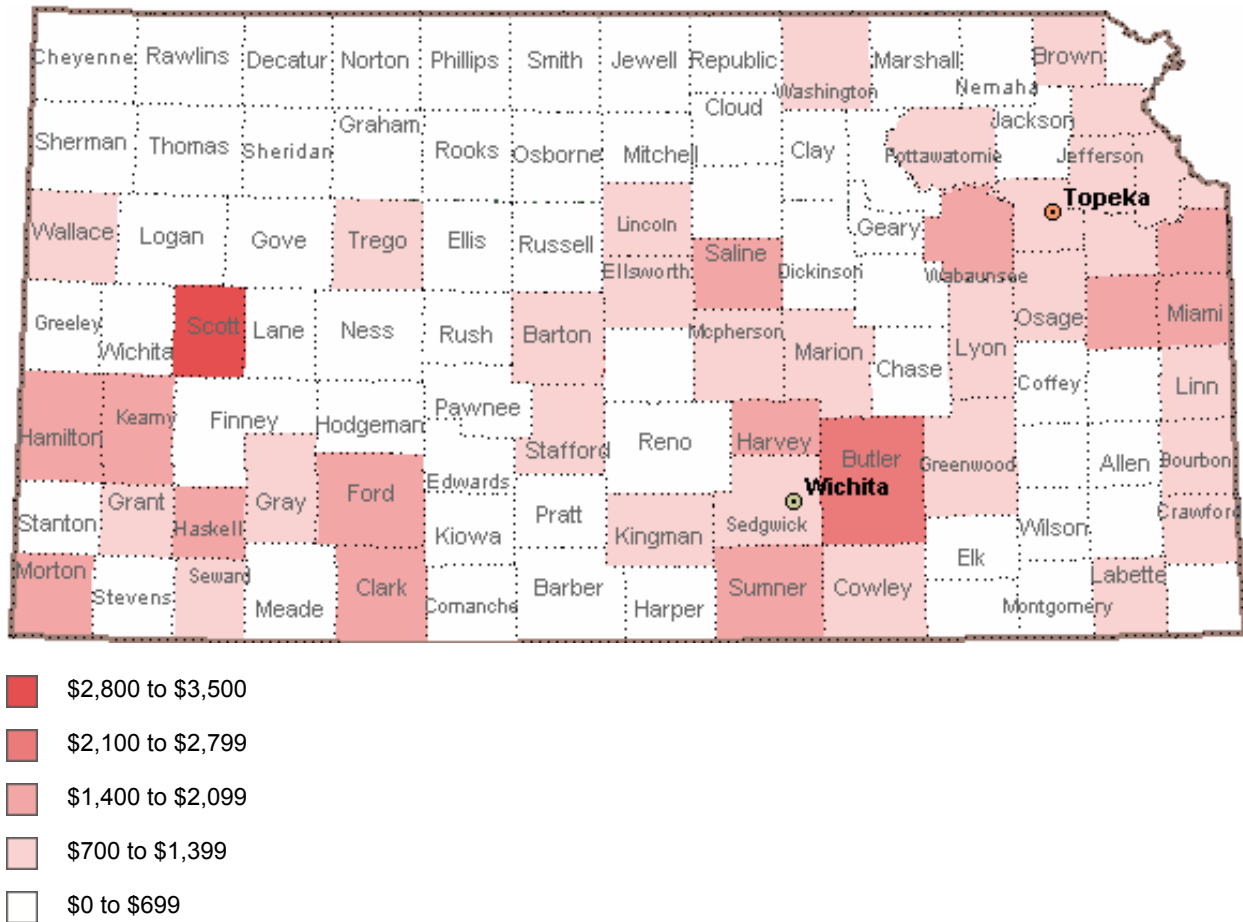 Cheyenne Rawlins Decatur Norton Phillips Smith Jewell Republic Marshall Brown
Washington Nemaha
Cloud
Sherman Thomas Sheridan Graham Rooks Osborne Mitchell Clay Pottawatomie Jackson Jefferson
Topeka
Wallace Logan Gove Trego Ellis Russell Lincoln Saline Geary
Ellsworth Dickinson Wabaunsee
Greeley Wichita Scott Lane Ness Rush Barton Mcpherson Marion Chase Lyon Osage Miami
Coffey Linn
Hamilton Kearny Finney Hodgeman Pawnee Stafford Reno Harvey Butler Greenwood Allen Bourbon
Edwards
Wichita
Stanton Grant Haskell Gray Ford Kiowa Pratt Kingman Sedgwick Wilson Crawford
Elk
Morton Stevens Seward Meade Clark Comanche Barber Harper Sumner Cowley Montgomery Labette
$2,800 to $3,500
$2,100 to $2,799
$1,400 to $2,099
$700 to $1,399
$0 to $699